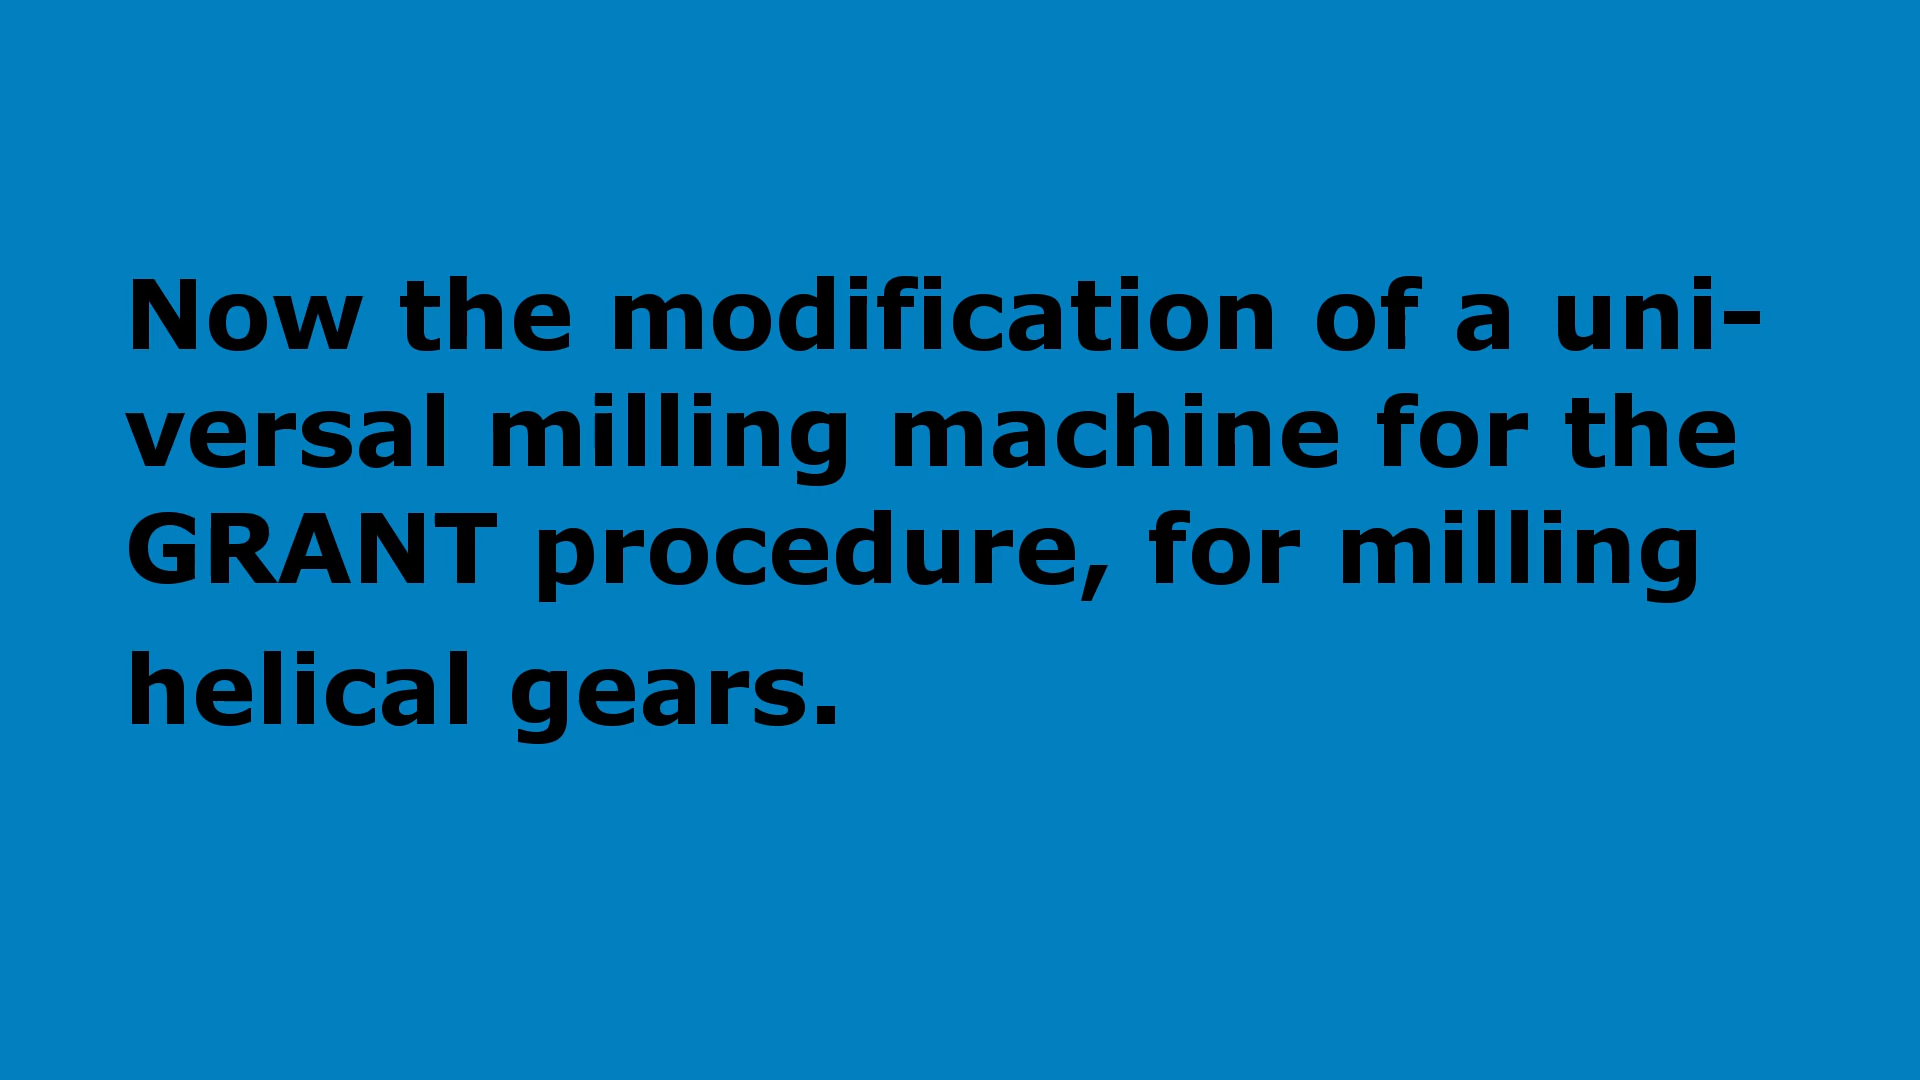 Now the modification of a uni-
versal milling machine for the
GRANT procedure, for milling
helical gears.